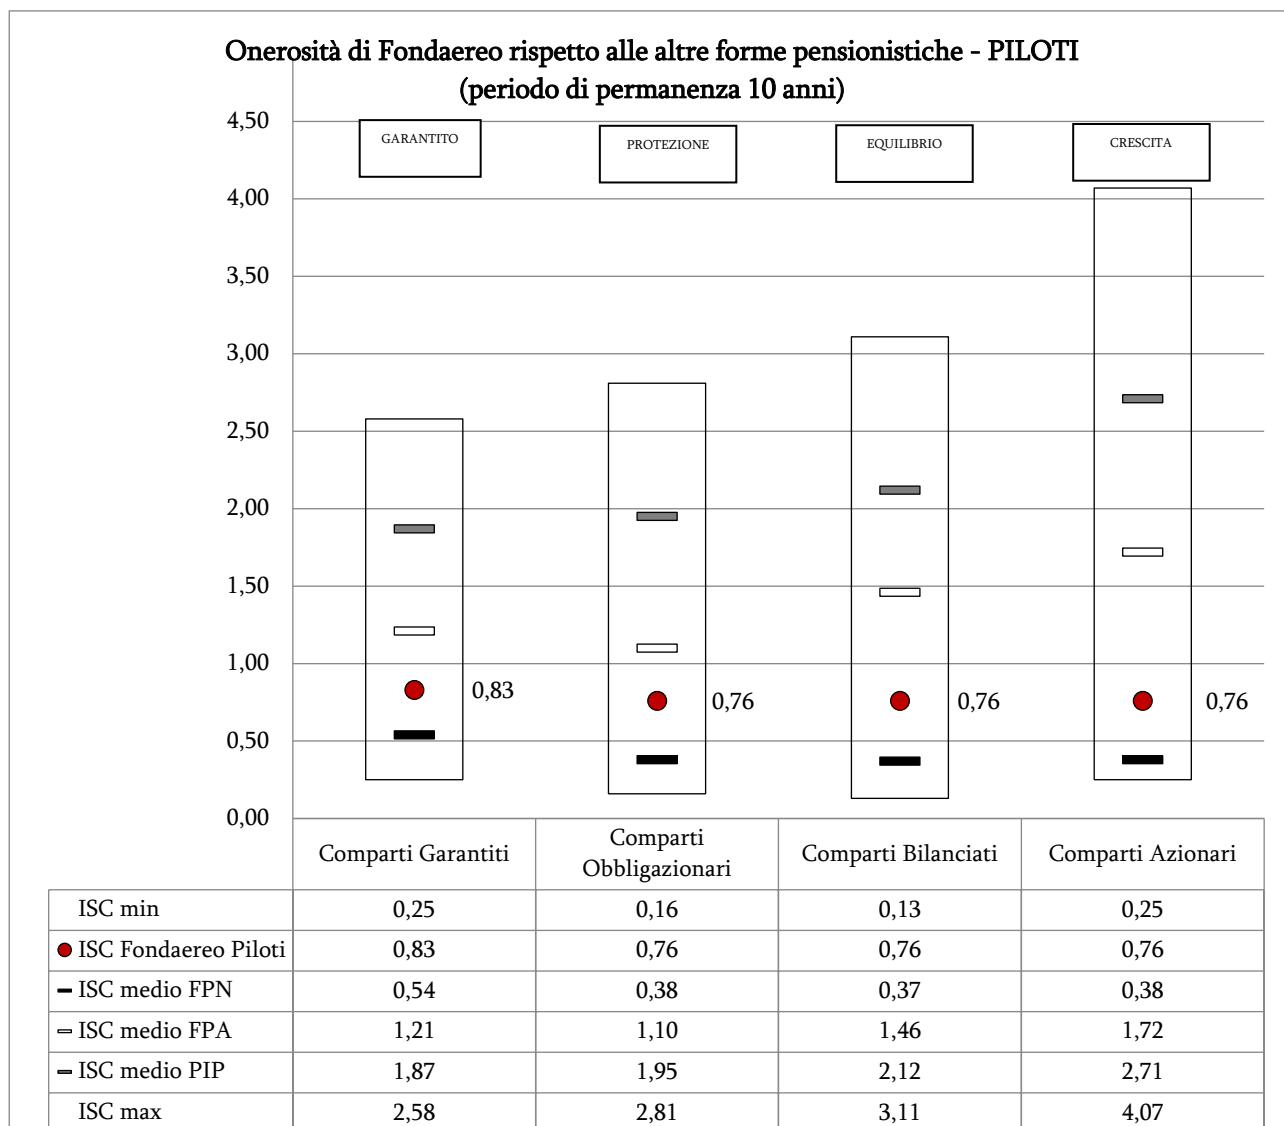 Onerosità di Fondaereo rispetto alle altre forme pensionistiche - PILOTI
(periodo di permanenza 10 anni)
4,50
GARANTITO
PROTEZIONE
EQUILIBRIO
CRESCITA
4,00
3,50
3,00
2,50
2,00
1,50
1,00
0,83
0,76
0,76
0,76
0,50
0,00
Comparti Garantiti
Comparti
Obbligazionari
Comparti Bilanciati
Comparti Azionari
ISC min 0,25 0,16 0,13 0,25
ISC Fondaereo Piloti 0,83 0,76 0,76 0,76
ISC medio FPN 0,54 0,38 0,37 0,38
ISC medio FPA 1,21 1,10 1,46 1,72
ISC medio PIP 1,87 1,95 2,12 2,71
ISC max 2,58 2,81 3,11 4,07